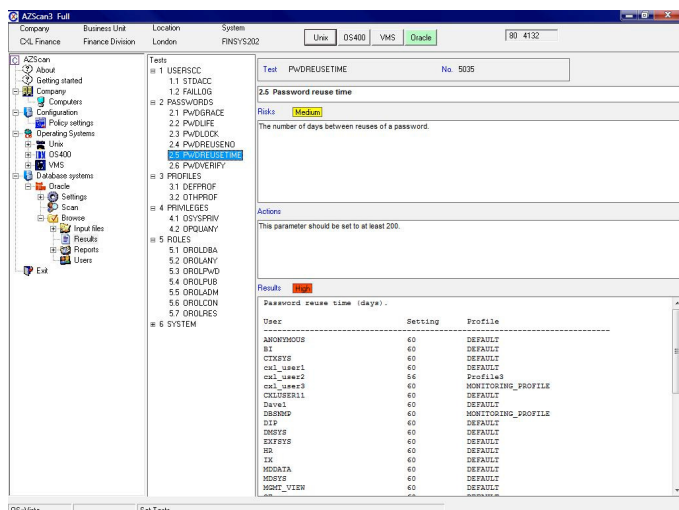 AZScan3 Full
Company Business Unit Location System
CXL Finance Finance Division London FINSYS202
Unix OS400 VMS Oracle
80 4132
AZScan
About
Getting started
Company
Computers
Configuration
Policy settings
Operating Systems
Unix
OS400
VMS
Database systems
Oracle
Settings
Scan
Browse
Input files
Results
Reports
Users
Exit
Tests
1 USERSCC
1.1 STDACC
1.2 FAILLOG
2 PASSWORDS
2.1 PWDGRACE
2.2 PWDLIFE
2.3 PWDLOCK
2.4 PWDREUSENO
2.5 PWDREUSETIME
2.6 PWDVERIFY
3 PROFILES
3.1 DEFPROF
3.2 OTHPROF
4 PRIVILEGES
4.1 OSYSPRIV
4.2 OPQUANY
5 ROLES
5.1 OROLDBA
5.2 OROLANY
5.3 OROLPWD
5.4 OROLPUB
5.5 OROLADM
5.6 OROLCON
5.7 OROLRES
6 SYSTEM
Test PWDREUSETIME No. 5035
2.5 Password reuse time
Risks Medium
The number of days between reuses of a password.
Actions
This parameter should be set to at least 200.
Results High
Password reuse time (days).
User Setting Profile
ANONYMOUS 60 DEFAULT
BI 60 DEFAULT
CTXSYS 60 DEFAULT
cxl_user1 60 DEFAULT
cxl_user2 56 Profile3
cxl_user3 60 MONITORING_PROFILE
CXLUSER11 60 DEFAULT
Dave1 60 DEFAULT
DBSNMP 60 MONITORING_PROFILE
DIP 60 DEFAULT
DMSYS 60 DEFAULT
EXFSYS 60 DEFAULT
HR 60 DEFAULT
IX 60 DEFAULT
MDDATA 60 DEFAULT
MDSYS 60 DEFAULT
MGMT_VIEW 60 DEFAULT